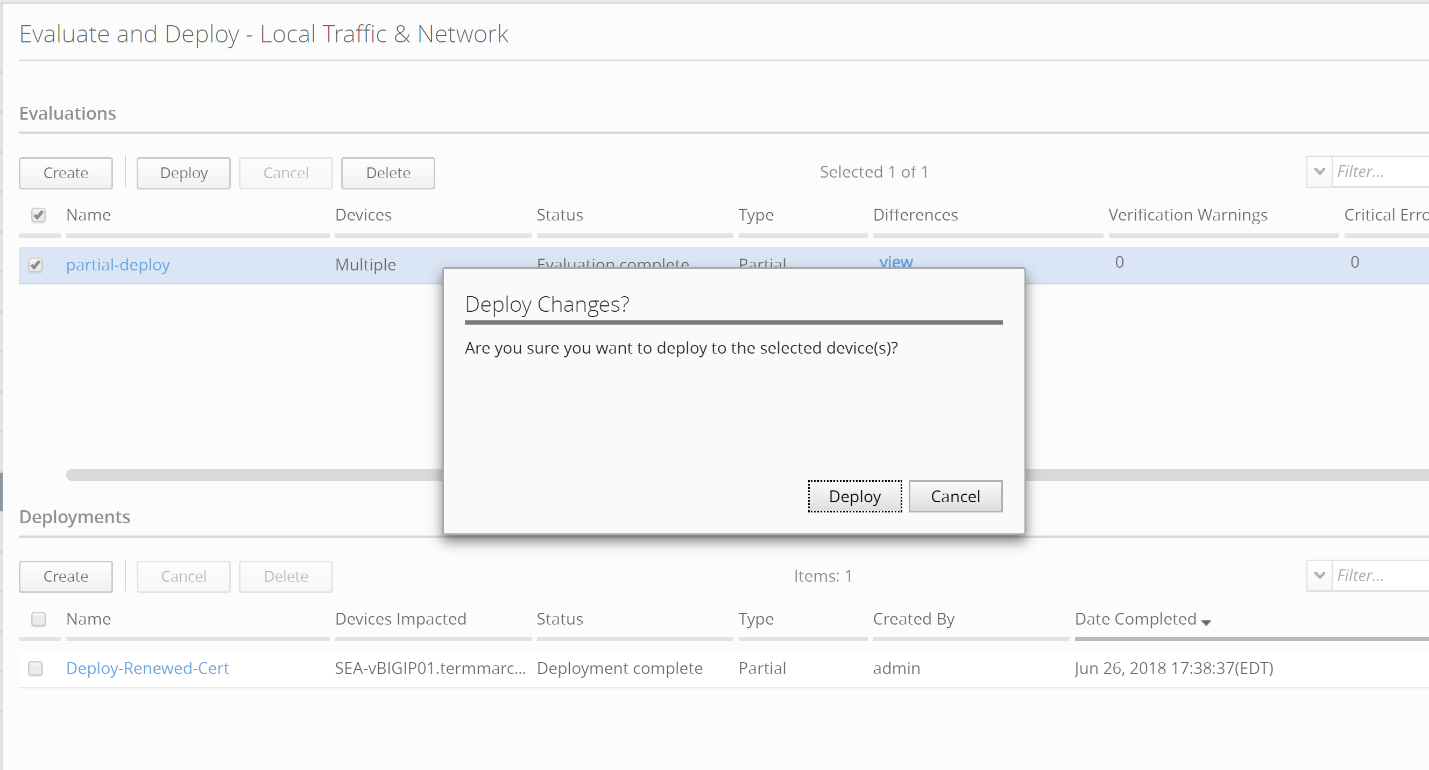 Evaluate and Deploy - Local Traffic & Network
Evaluations
Create Deploy Cancel Delete Selected 1 of 1 Filter...
Name Devices Status Type Differences Verification Warnings Critical Erro
partial-deploy Multiple Evaluation complete Partial view 0 0
Deploy Changes?
Are you sure you want to deploy to the selected device(s)?
Deploy Cancel
Deployments
Create Cancel Delete Items: 1 Filter...
Name Devices Impacted Status Type Created By Date Completed
Deploy-Renewed-Cert SEA-vBIGIP01.termmarc... Deployment complete Partial admin Jun 26, 2018 17:38:37(EDT)